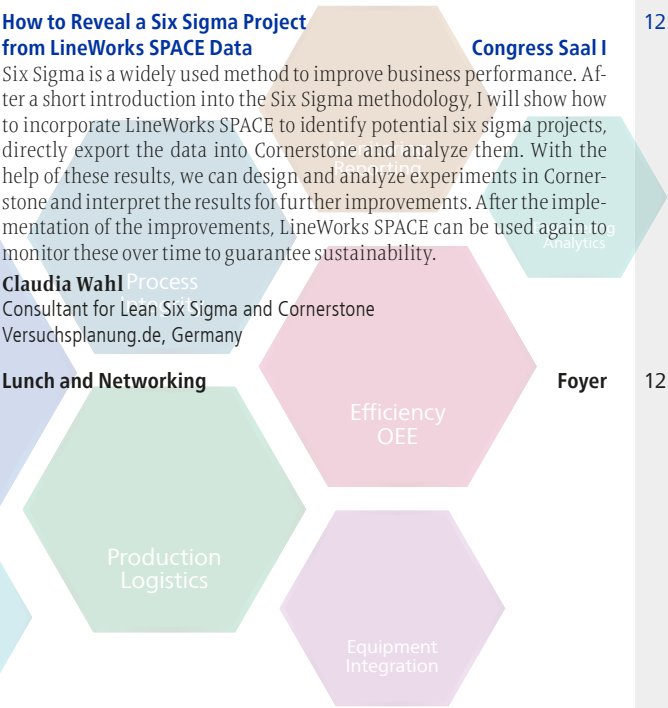 How to Reveal a Six Sigma Project 12
from LineWorks SPACE Data Congress Saal I
Six Sigma is a widely used method to improve business performance. Af-
ter a short introduction into the Six Sigma methodology, I will show how
to incorporate LineWorks SPACE to identify potential six sigma projects,
directly export the data into Cornerstone and analyze them. With the
help of these results, we can design and analyze experiments in Corner-
stone and interpret the results for further improvements. After the imple-
mentation of the improvements, LineWorks SPACE can be used again to
monitor these over time to guarantee sustainability.
Claudia Wahl
Consultant for Lean Six Sigma and Cornerstone
Versuchsplanung.de, Germany
Lunch and Networking Foyer 12
Monitoring
Reporting
Analytics
Process
Integrity
Efficiency
OEE
Production
Logistics
Equipment
Integration